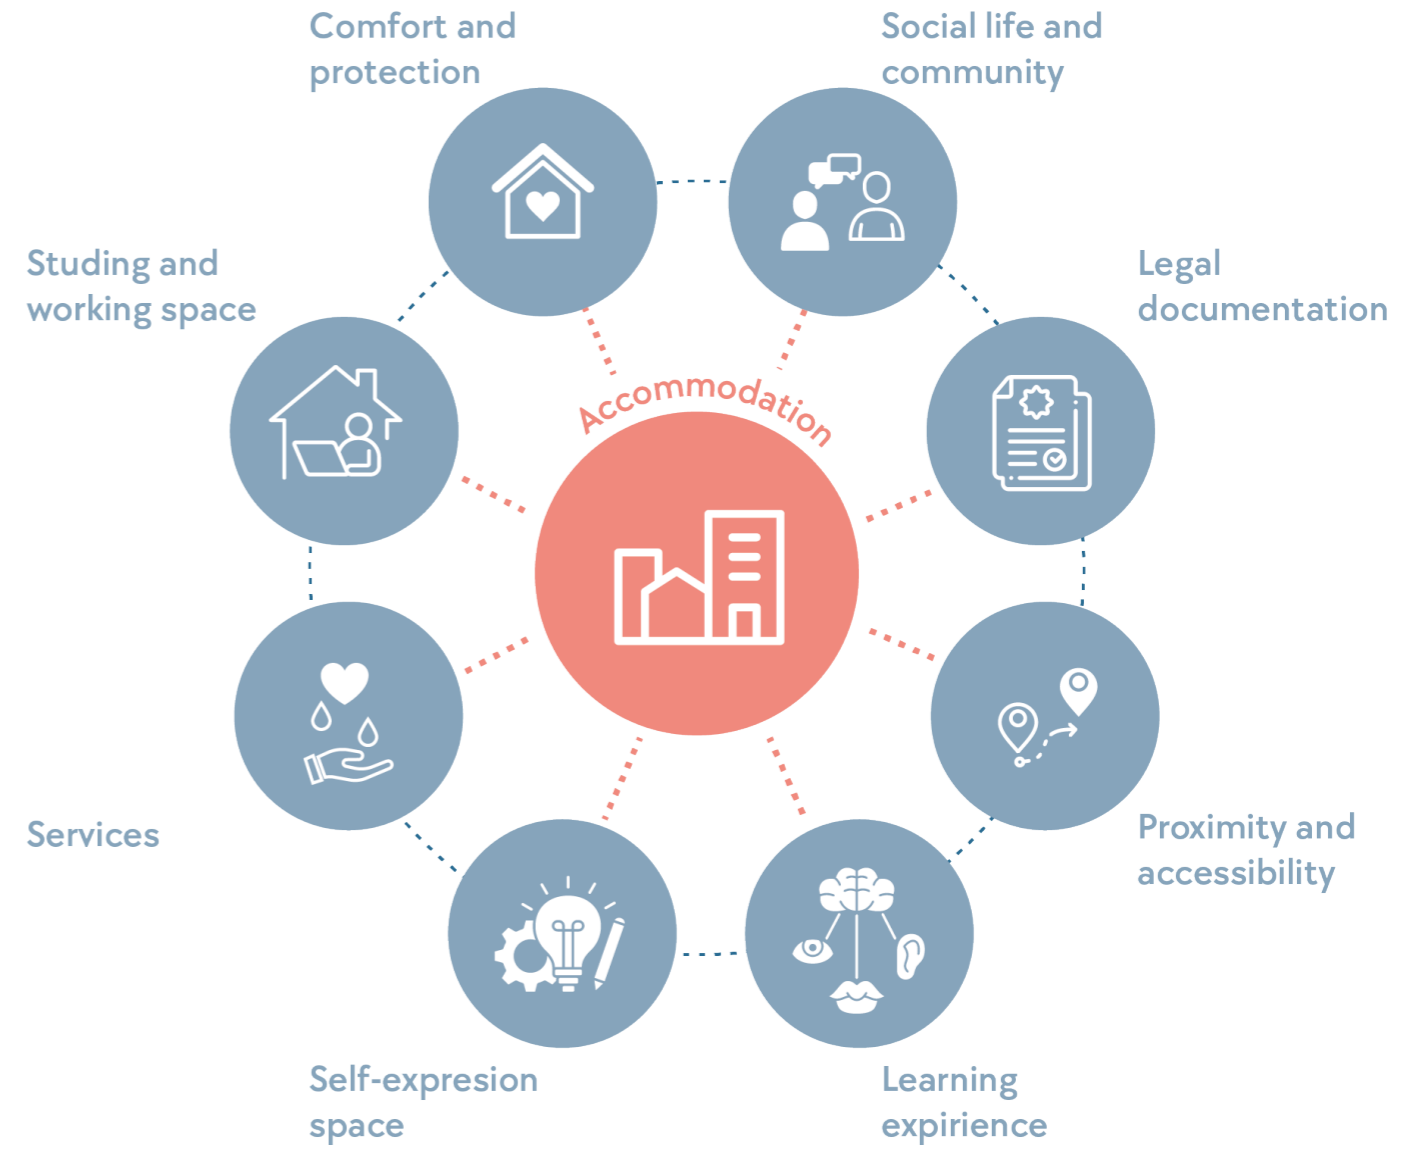 Comfort and
protection
Social life and
community
Studing and
working space
Legal
documentation
Accommodation
Services
Proximity and
accessibility
Self-expresion
space
Learning
expirience